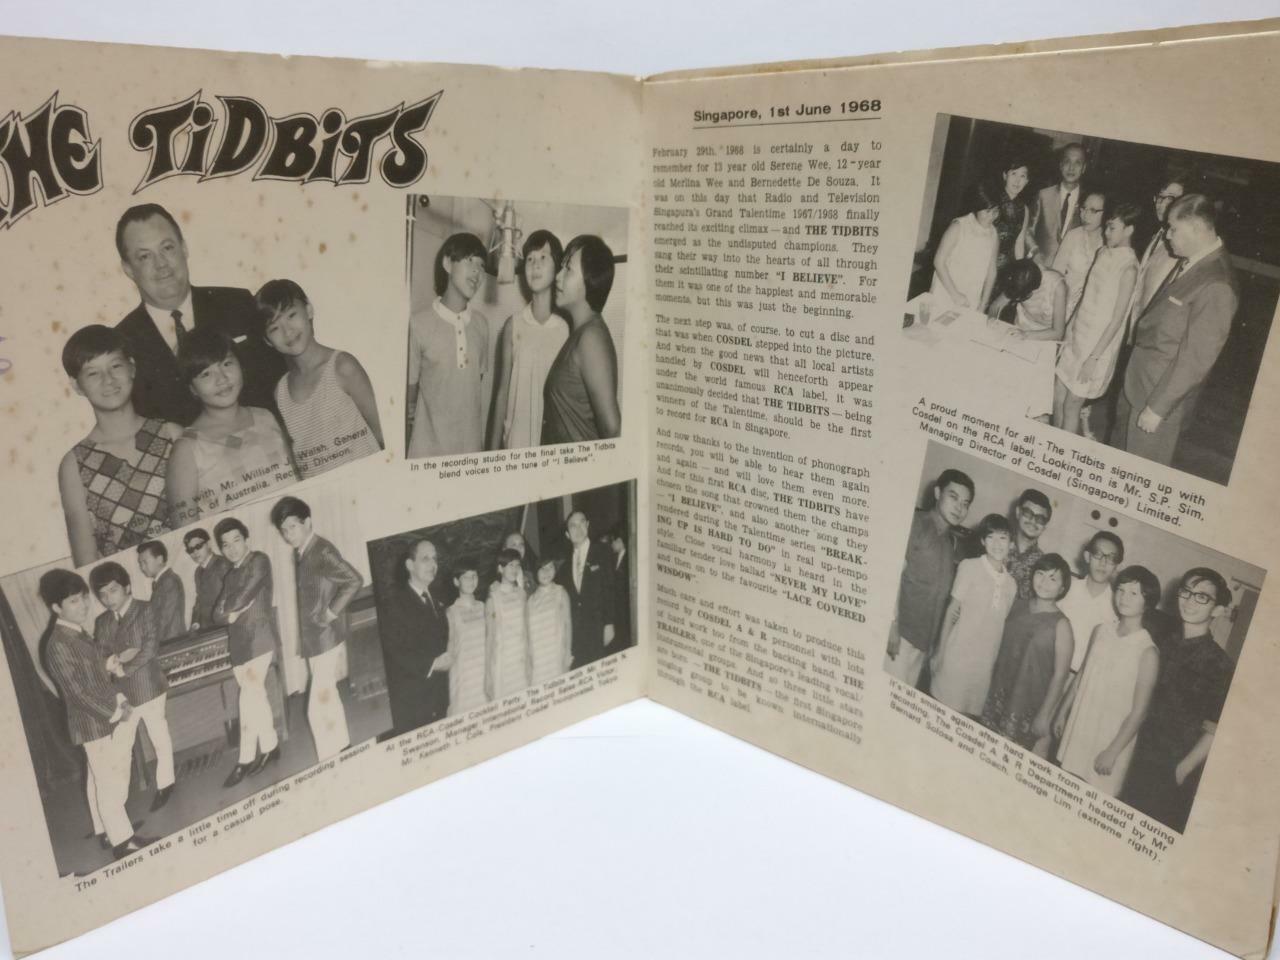 THE TIDBITS
Tidbits pose with Mr. William J. Walsh, General
Manager RCA of Australia, Record Division.
In the recording studio for the final take The Tidbits
blend voices to the tune of "I Believe".
The Trailers take a little time off during recording session
for a casual pose.
At the RCA-Cosdel Cocktail Party. The Tidbits with Mr. Frank N.
Swanson, Manager International Record Sales RCA Victor.
Mr. Kenneth L. Cole, President Cosdel Incorporated, Tokyo.
Singapore, 1st June 1968
February 29th, 1968 is certainly a day to
remember for 13 year old Serene Wee, 12-year
old Merlina Wee and Bernedette De Souza. It
was on this day that Radio and Television
Singapura's Grand Talentime 1967/1968 finally
reached its exciting climax — and THE TIDBITS
emerged as the undisputed champions. They
sang their way into the hearts of all through
their scintillating number "I BELIEVE". For
them it was one of the happiest and memorable
moments, but this was just the beginning.
The next step was, of course, to cut a disc and
that was when COSDEL stepped into the picture.
And when the good news that all local artists
handled by COSDEL will henceforth appear
under the world famous RCA label, it was
unanimously decided that THE TIDBITS — being
winners of the Talentime, should be the first
to record for RCA in Singapore.
And now thanks to the invention of phonograph
records, you will be able to hear them again
and again — and will love them even more.
And for this first RCA disc, THE TIDBITS have
chosen the song that crowned them the champs
— "I BELIEVE", and also another song they
rendered during the Talentime series "BREAK-
ING UP IS HARD TO DO" in real up-tempo
style. Close vocal harmony is heard in the
familiar tender love ballad "NEVER MY LOVE"
and then on to the favourite "LACE COVERED
WINDOW".
Much care and effort was taken to produce this
record by COSDEL A & R personnel with lots
of hard work too from the backing band, THE
TRAILERS, one of the Singapore's leading vocal/
instrumental groups. And so three little stars
are born — THE TIDBITS — the first Singapore
singing group to be known internationally
through the RCA label.
A proud moment for all - The Tidbits signing up with
Cosdel on the RCA label. Looking on is Mr. S.P. Sim,
Managing Director of Cosdel (Singapore) Limited.
It's all smiles again after hard work from all round during
recording. The Cosdel A & R Department headed by Mr
Bernard Solosa and Coach, George Lim (extreme right).